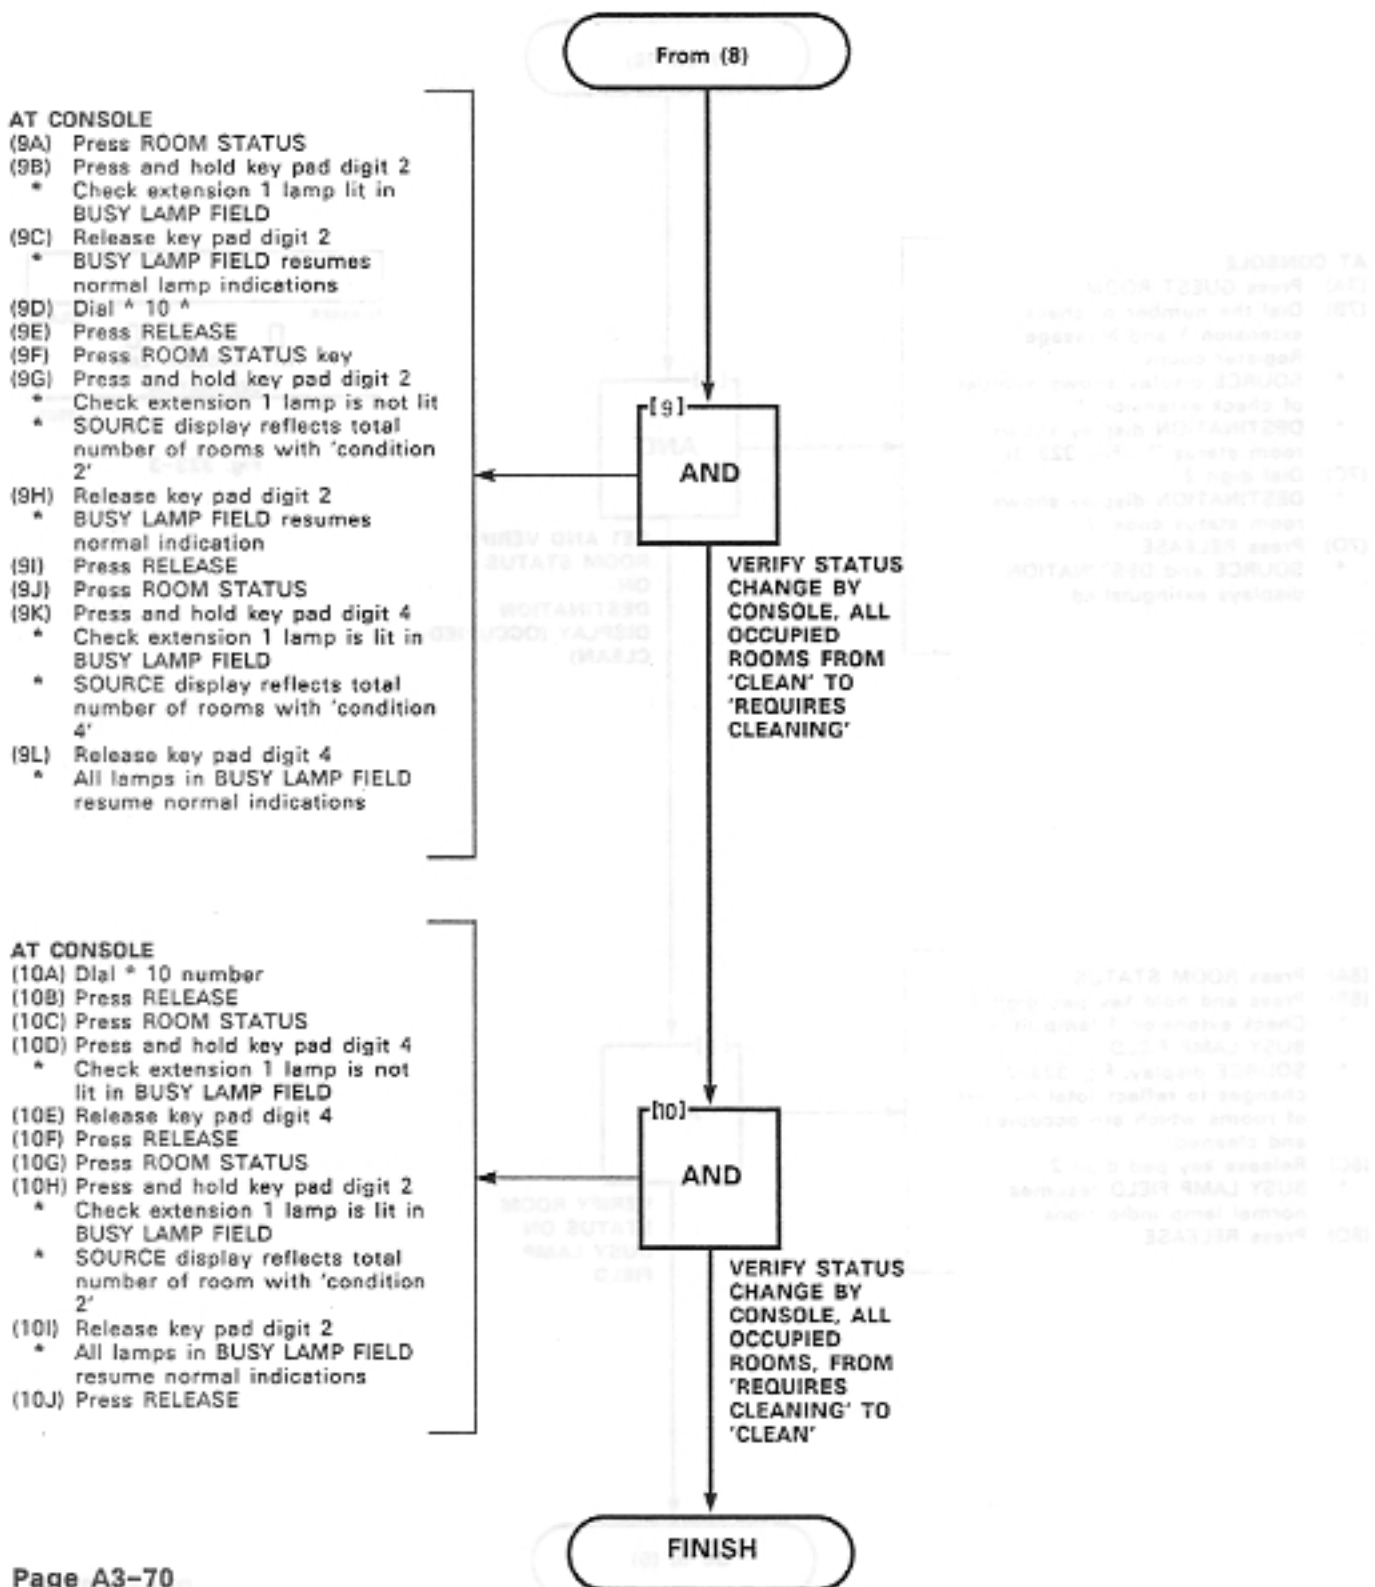 From (8)
AT CONSOLE
(9A) Press ROOM STATUS
(9B) Press and hold key pad digit 2
* Check extension 1 lamp lit in
BUSY LAMP FIELD
(9C) Release key pad digit 2
* BUSY LAMP FIELD resumes
normal lamp indications
(9D) Dial * 10 *
(9E) Press RELEASE
(9F) Press ROOM STATUS key
(9G) Press and hold key pad digit 2
* Check extension 1 lamp is not lit
* SOURCE display reflects total
number of rooms with 'condition
2'
(9H) Release key pad digit 2
* BUSY LAMP FIELD resumes
normal indication
(9I) Press RELEASE
(9J) Press ROOM STATUS
(9K) Press and hold key pad digit 4
* Check extension 1 lamp is lit in
BUSY LAMP FIELD
* SOURCE display reflects total
number of rooms with 'condition
4'
(9L) Release key pad digit 4
* All lamps in BUSY LAMP FIELD
resume normal indications
[9]
AND
VERIFY STATUS
CHANGE BY
CONSOLE, ALL
OCCUPIED
ROOMS FROM
'CLEAN' TO
'REQUIRES
CLEANING'
AT CONSOLE
(10A) Dial * 10 number
(10B) Press RELEASE
(10C) Press ROOM STATUS
(10D) Press and hold key pad digit 4
* Check extension 1 lamp is not
lit in BUSY LAMP FIELD
(10E) Release key pad digit 4
(10F) Press RELEASE
(10G) Press ROOM STATUS
(10H) Press and hold key pad digit 2
* Check extension 1 lamp is lit in
BUSY LAMP FIELD
* SOURCE display reflects total
number of room with 'condition
2'
(10I) Release key pad digit 2
* All lamps in BUSY LAMP FIELD
resume normal indications
(10J) Press RELEASE
[10]
AND
VERIFY STATUS
CHANGE BY
CONSOLE, ALL
OCCUPIED
ROOMS, FROM
'REQUIRES
CLEANING' TO
'CLEAN'
FINISH
Page A3-70